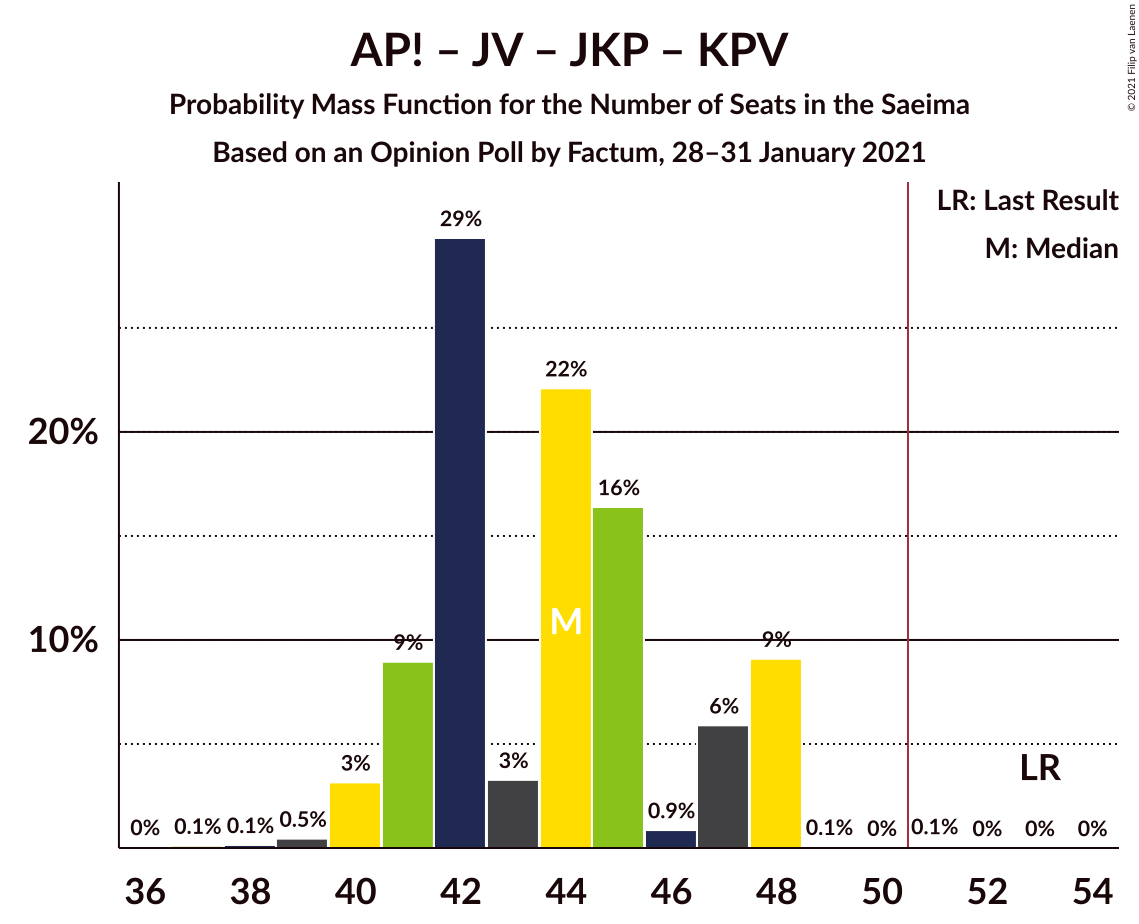 AP! – JV – JKP – KPV
Probability Mass Function for the Number of Seats in the Saeima
Based on an Opinion Poll by Factum, 28–31 January 2021
© 2021 Filip van Laenen
LR: Last Result
M: Median
29%
22%
20%
16%
M
10%
9%
9%
6%
3%
3%
LR
0% 0.1% 0.1% 0.5% 0.9% 0.1% 0% 0.1% 0% 0% 0%
36 38 40 42 44 46 48 50 52 54